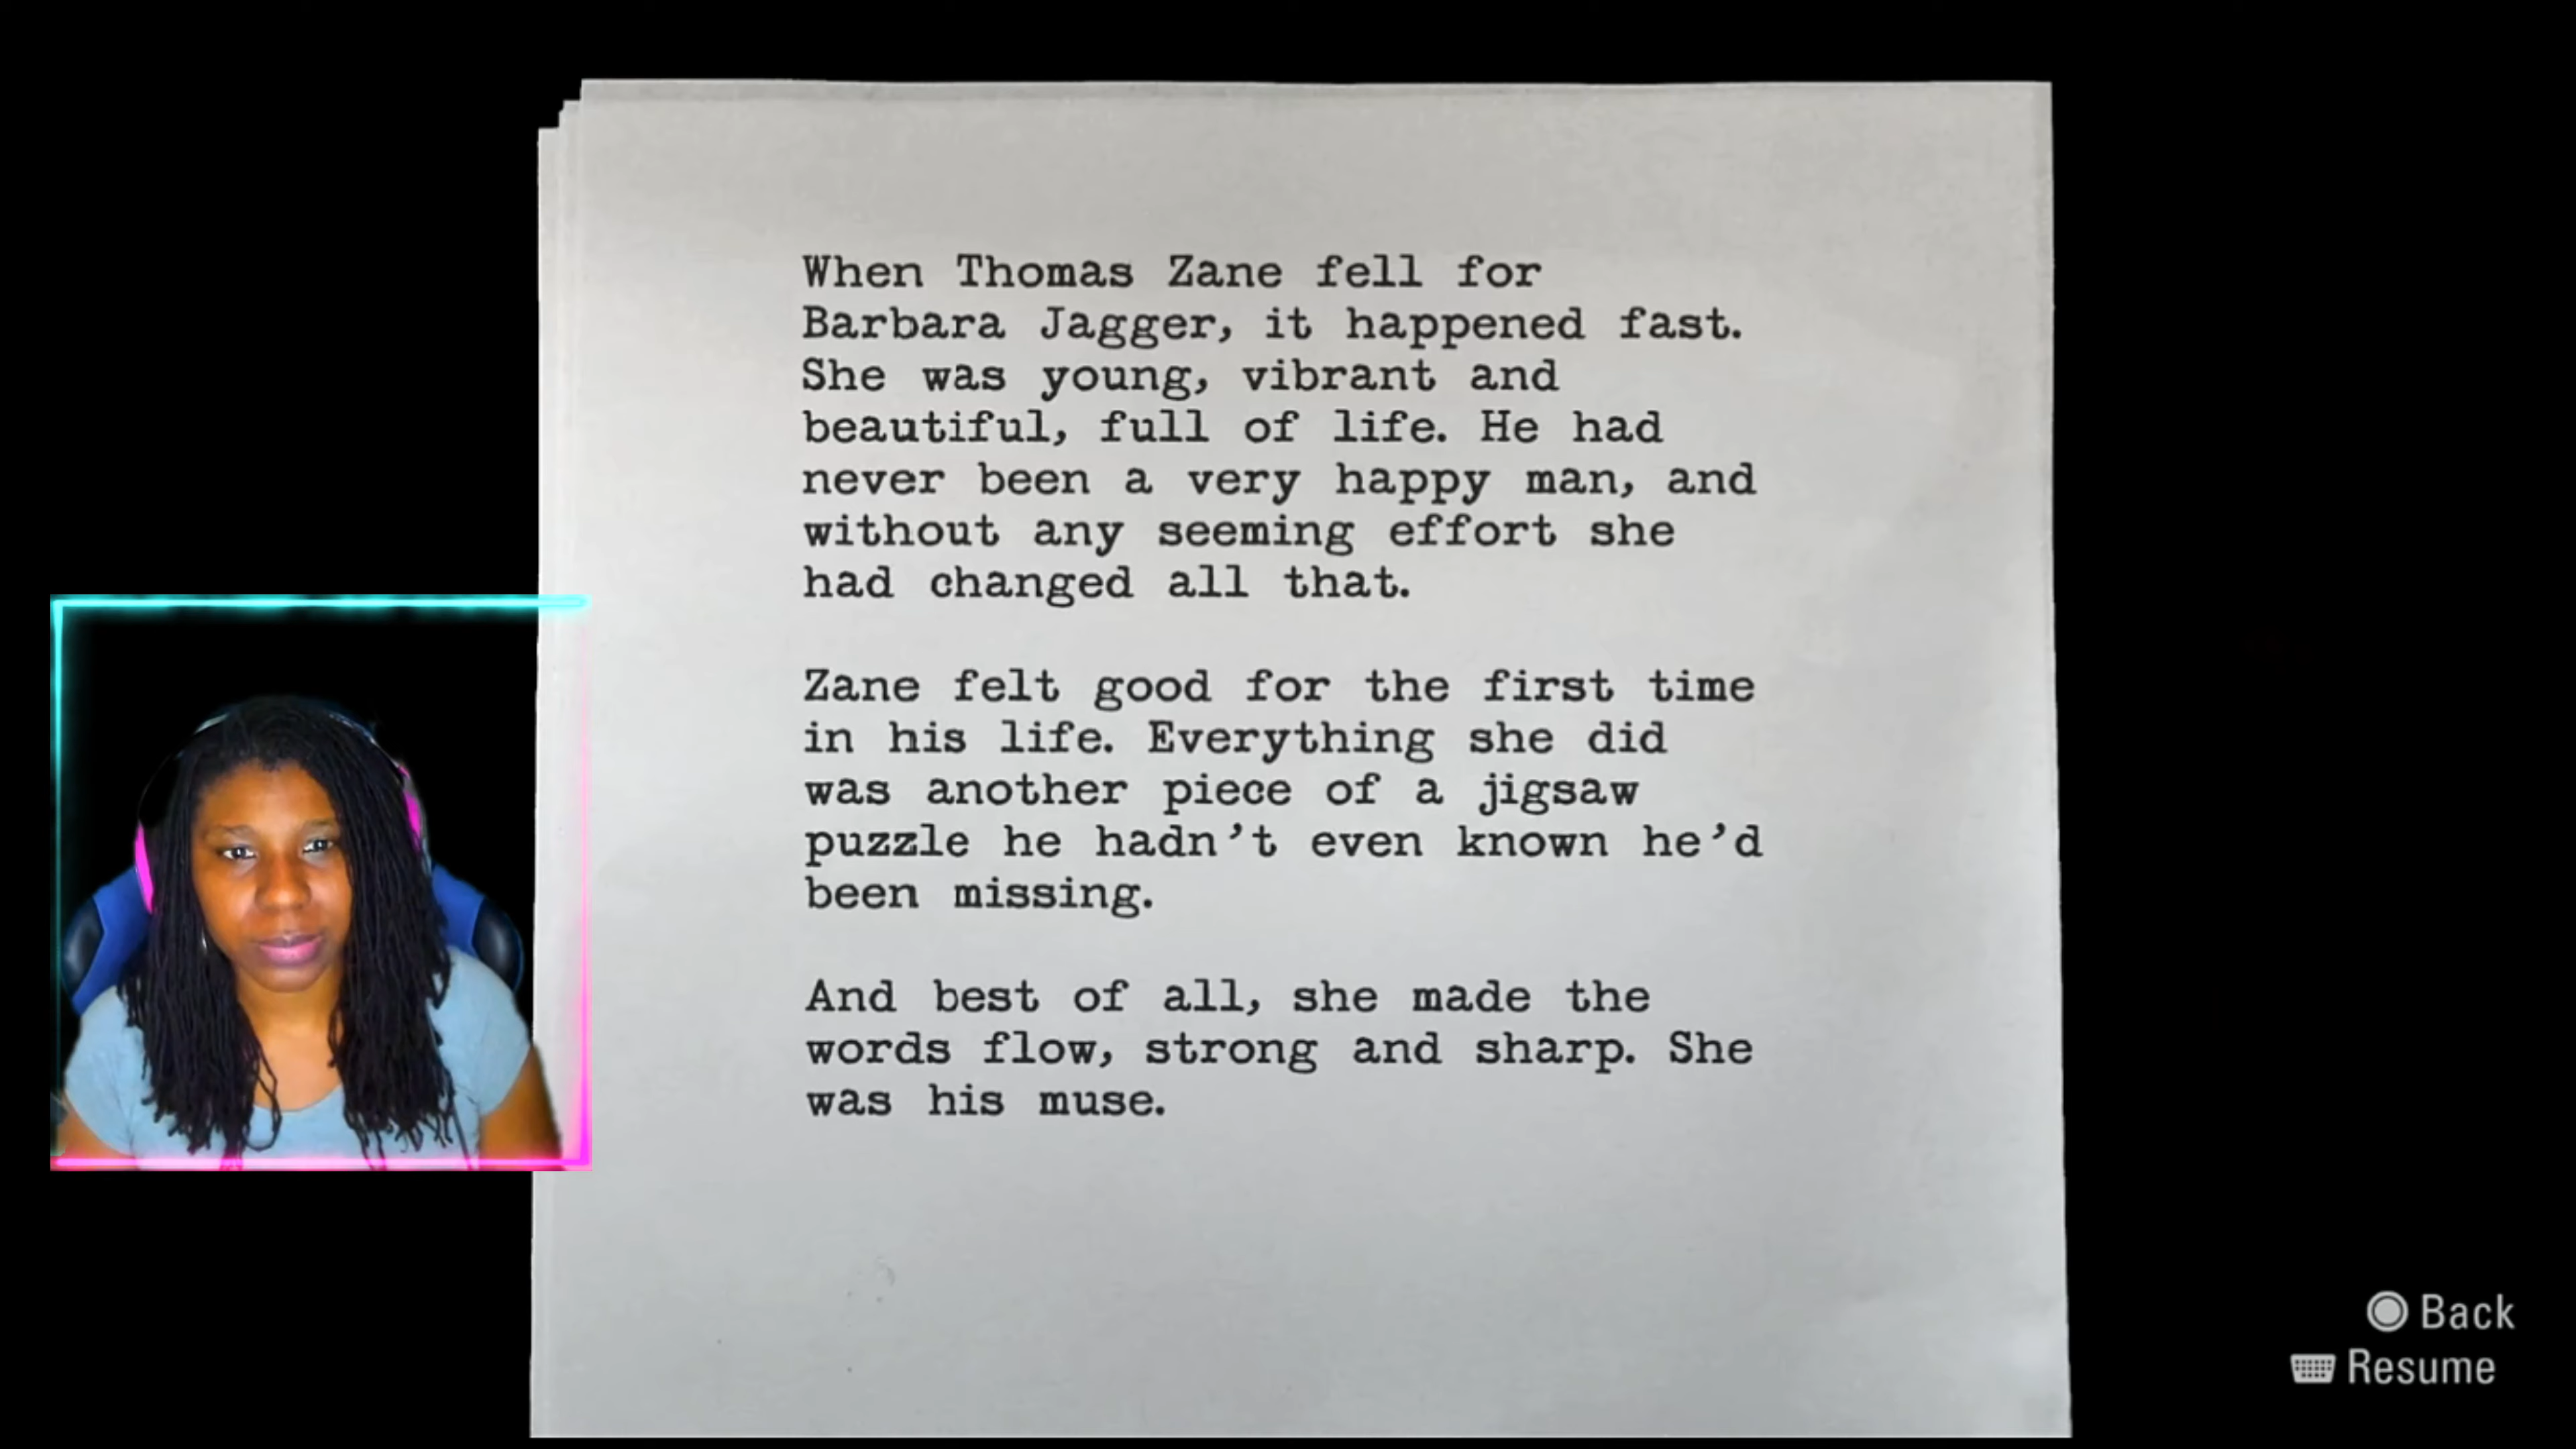 When Thomas Zane fell for
Barbara Jagger, it happened fast.
She was young, vibrant and
beautiful, full of life. He had
never been a very happy man, and
without any seeming effort she
had changed all that.
Zane felt good for the first time
in his life. Everything she did
was another piece of a jigsaw
puzzle he hadn’t even known he’d
been missing.
And best of all, she made the
words flow, strong and sharp. She
was his muse.
Back
Resume